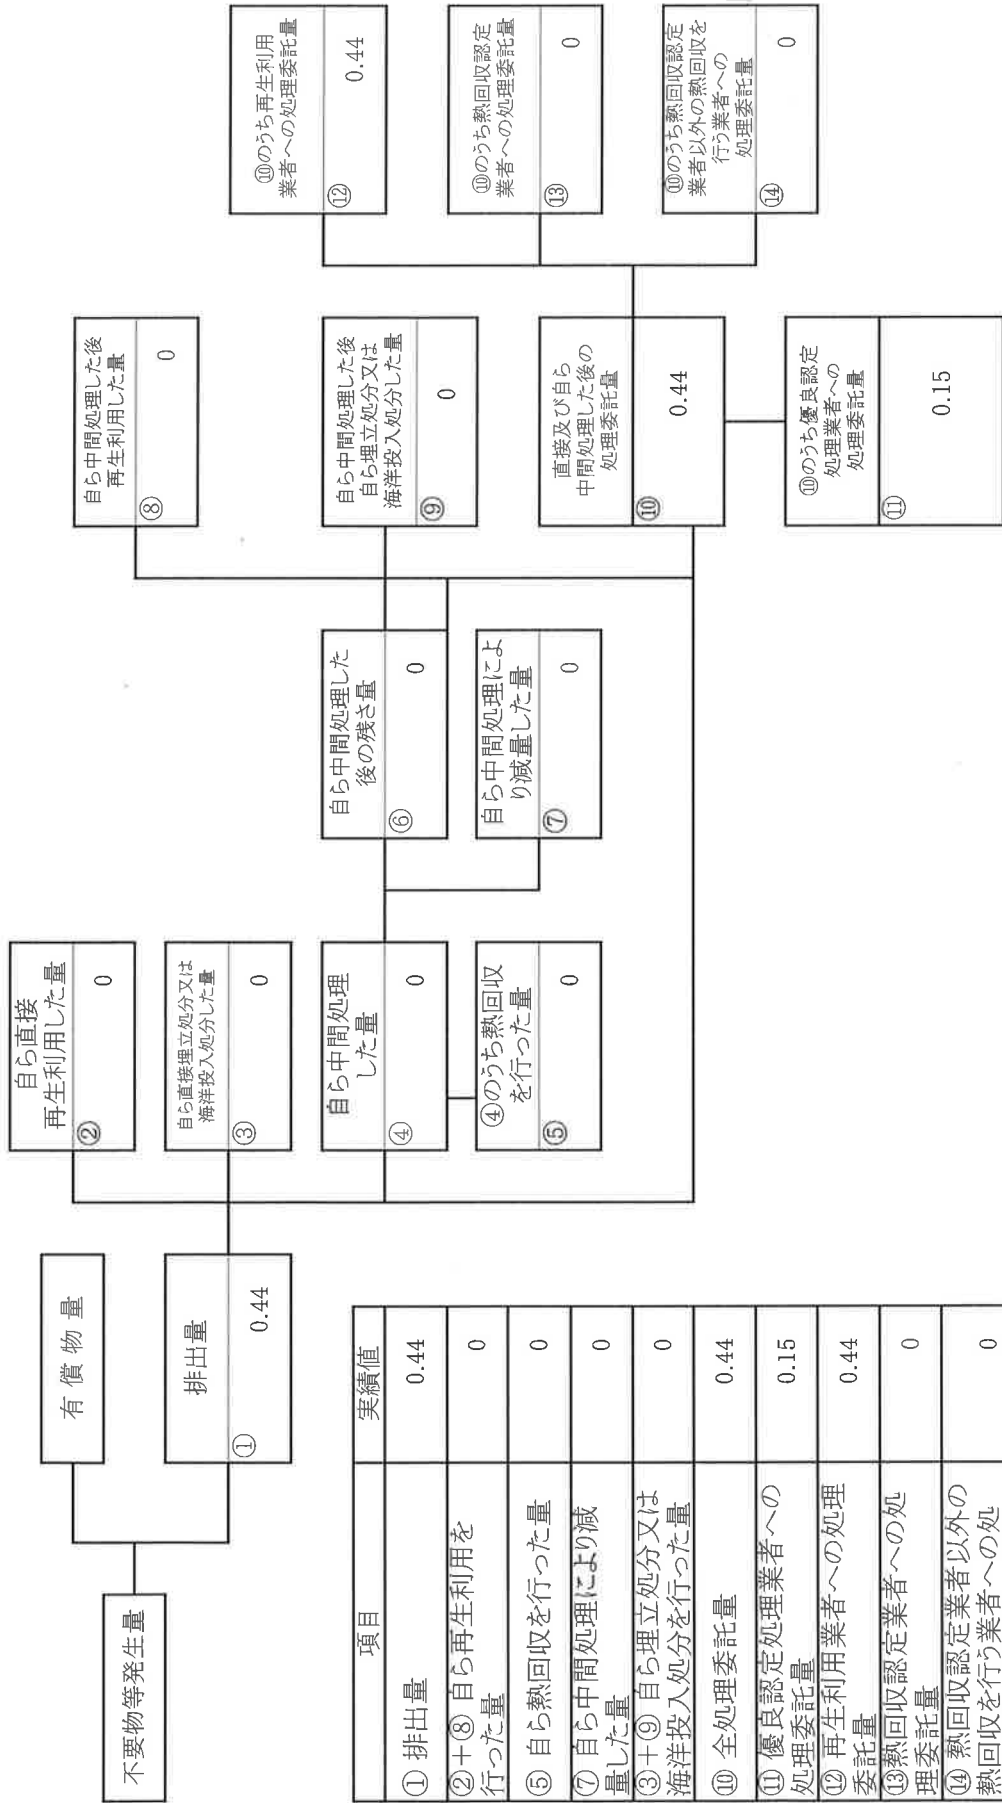 不要物等発生量
有償物量
排出量
① 0.44
自ら直接
再生利用した量
② 0
自ら直接埋立処分又は
海洋投入処分した量
③ 0
自ら中間処理
した量
④ 0
④のうち熱回収
を行った量
⑤ 0
自ら中間処理した
後の残さ量
⑥ 0
自ら中間処理によ
り減量した量
⑦ 0
自ら中間処理した後
再生利用した量
⑧ 0
自ら中間処理した後
自ら埋立処分又は
海洋投入処分した量
⑨ 0
直接及び自ら
中間処理した後の
処理委託量
⑩ 0.44
⑩のうち優良認定
処理業者への
処理委託量
⑪ 0.15
⑩のうち再生利用
業者への処理委託量
⑫ 0.44
⑩のうち熱回収認定
業者への処理委託量
⑬ 0
⑩のうち熱回収認定
業者以外の熱回収を
行う業者への
処理委託量
⑭ 0
項目 実績値
① 排出量 0.44
②+⑧ 自ら再生利用を
行った量 0
⑤ 自ら熱回収を行った量 0
⑦ 自ら中間処理により減
量した量 0
③+⑨ 自ら埋立処分又は
海洋投入処分を行った量 0
⑩ 全処理委託量 0.44
⑪ 優良認定処理業者への
処理委託量 0.15
⑫ 再生利用業者への処理
委託量 0.44
⑬熱回収認定業者への処
理委託量 0
⑭ 熱回収認定業者以外の
熱回収を行う業者への処 0